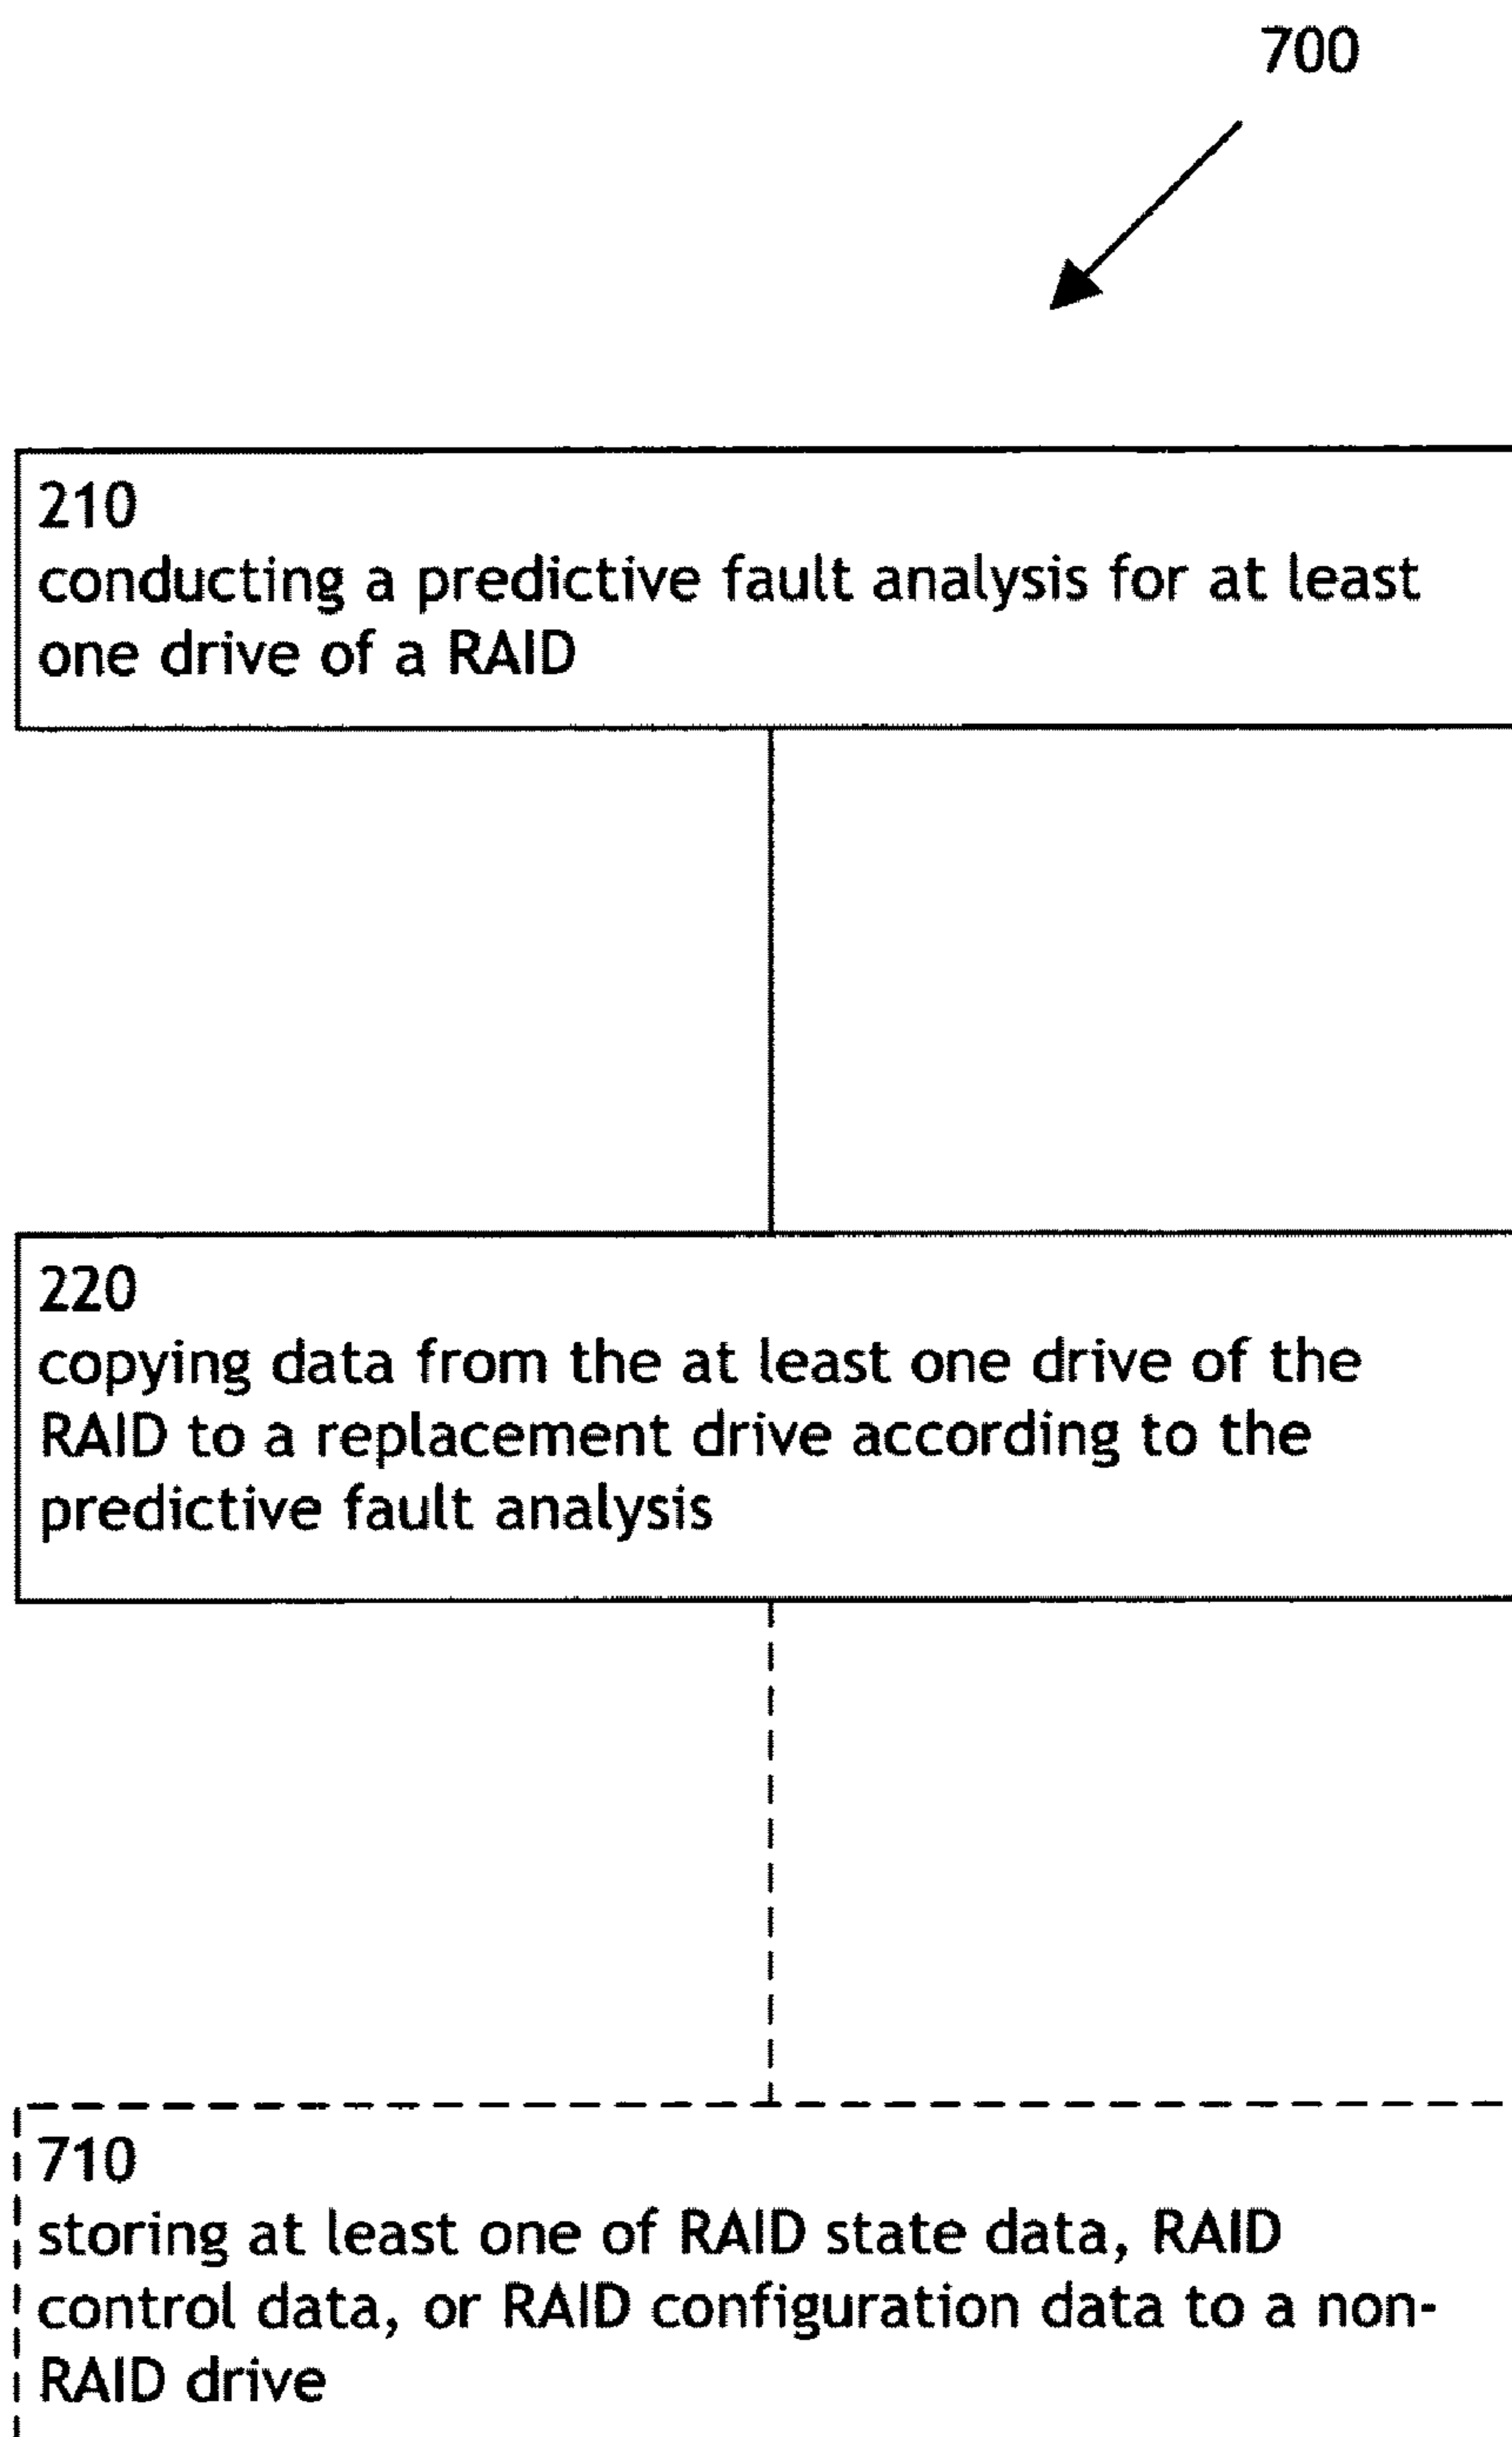 700
210
conducting a predictive fault analysis for at least
one drive of a RAID
220
copying data from the at least one drive of the
RAID to a replacement drive according to the
predictive fault analysis
710
storing at least one of RAID state data, RAID
control data, or RAID configuration data to a non-
RAID drive